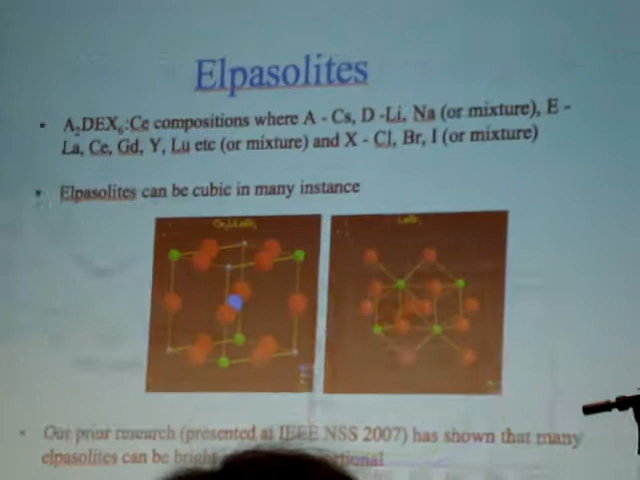 Elpasolites
• A₂DEX₆:Ce compositions where A - Cs, D -Li, Na (or mixture), E -
La, Ce, Gd, Y, Lu etc (or mixture) and X - Cl, Br, I (or mixture)
• Elpasolites can be cubic in many instance
• Our prior research (presented at IEEE NSS 2007) has shown that many
elpasolites can be bright